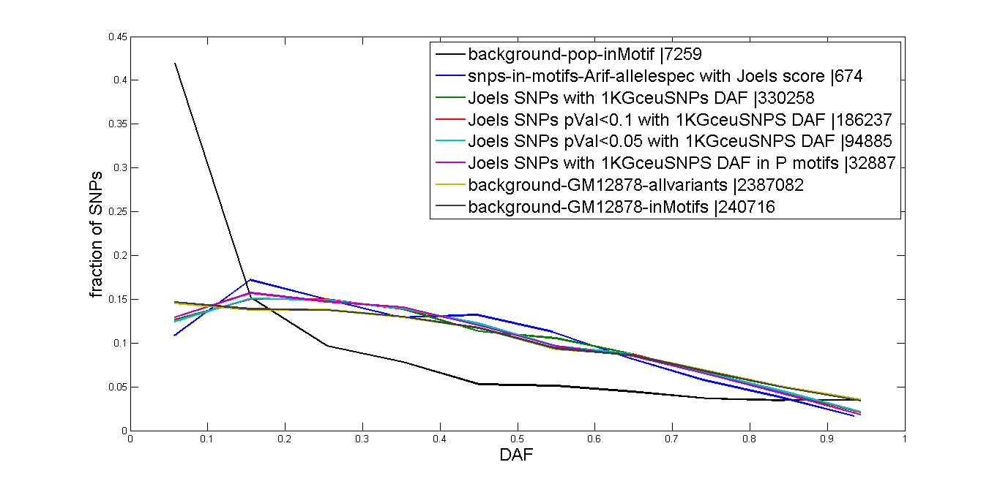 0.45
0.4
0.35
0.3
0.25
0.2
0.15
0.1
0.05
0
fraction of SNPs
background-pop-inMotif |7259
snps-in-motifs-Arif-allelespec with Joels score |674
Joels SNPs with 1KGceuSNPs DAF |330258
Joels SNPs pVal<0.1 with 1KGceuSNPS DAF |186237
Joels SNPs pVal<0.05 with 1KGceuSNPS DAF |94885
Joels SNPs with 1KGceuSNPS DAF in P motifs |32887
background-GM12878-allvariants |2387082
background-GM12878-inMotifs |240716
0 0.1 0.2 0.3 0.4 0.5 0.6 0.7 0.8 0.9 1
DAF